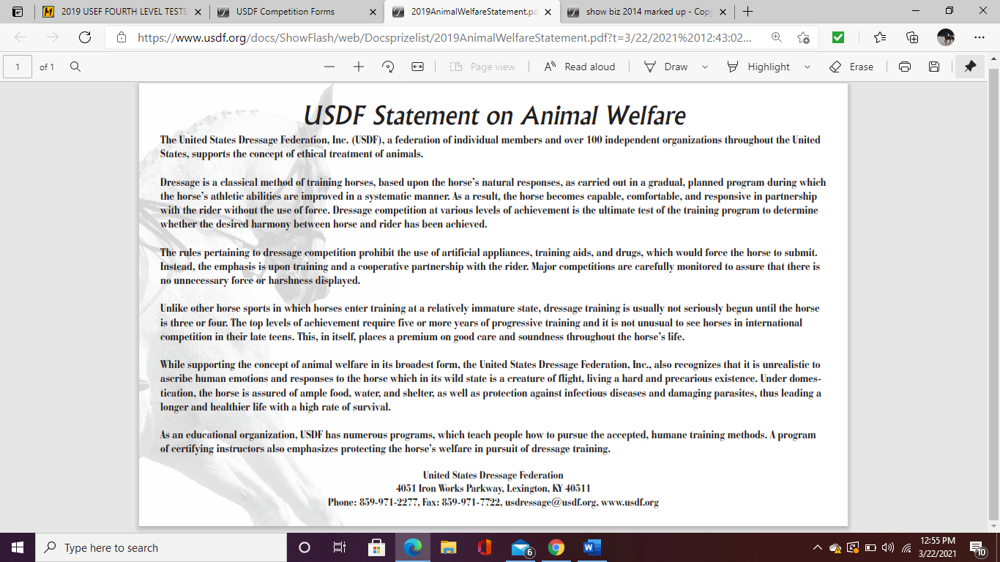 2019 USEF FOURTH LEVEL TESTS
USDF Competition Forms
2019AnimalWelfareStatement.pd
show biz 2014 marked up - Copy
https://www.usdf.org/docs/ShowFlash/web/Docsprizelist/2019AnimalWelfareStatement.pdf?t=3/22/2021%2012:43:02...
1 of 1 Page view Read aloud Draw Highlight Erase
USDF Statement on Animal Welfare
The United States Dressage Federation, Inc. (USDF), a federation of individual members and over 100 independent organizations throughout the United
States, supports the concept of ethical treatment of animals.
Dressage is a classical method of training horses, based upon the horse's natural responses, as carried out in a gradual, planned program during which
the horse's athletic abilities are improved in a systematic manner. As a result, the horse becomes capable, comfortable, and responsive in partnership
with the rider without the use of force. Dressage competition at various levels of achievement is the ultimate test of the training program to determine
whether the desired harmony between horse and rider has been achieved.
The rules pertaining to dressage competition prohibit the use of artificial appliances, training aids, and drugs, which would force the horse to submit.
Instead, the emphasis is upon training and a cooperative partnership with the rider. Major competitions are carefully monitored to assure that there is
no unnecessary force or harshness displayed.
Unlike other horse sports in which horses enter training at a relatively immature state, dressage training is usually not seriously begun until the horse
is three or four. The top levels of achievement require five or more years of progressive training and it is not unusual to see horses in international
competition in their late teens. This, in itself, places a premium on good care and soundness throughout the horse's life.
While supporting the concept of animal welfare in its broadest form, the United States Dressage Federation, Inc., also recognizes that it is unrealistic to
ascribe human emotions and responses to the horse which in its wild state is a creature of flight, living a hard and precarious existence. Under domes-
tication, the horse is assured of ample food, water, and shelter, as well as protection against infectious diseases and damaging parasites, thus leading a
longer and healthier life with a high rate of survival.
As an educational organization, USDF has numerous programs, which teach people how to pursue the accepted, humane training methods. A program
of certifying instructors also emphasizes protecting the horse's welfare in pursuit of dressage training.
United States Dressage Federation
4051 Iron Works Parkway, Lexington, KY 40511
Phone: 859-971-2277, Fax: 859-971-7722, usdressage@usdf.org, www.usdf.org
Type here to search
6
12:55 PM
3/22/2021
10